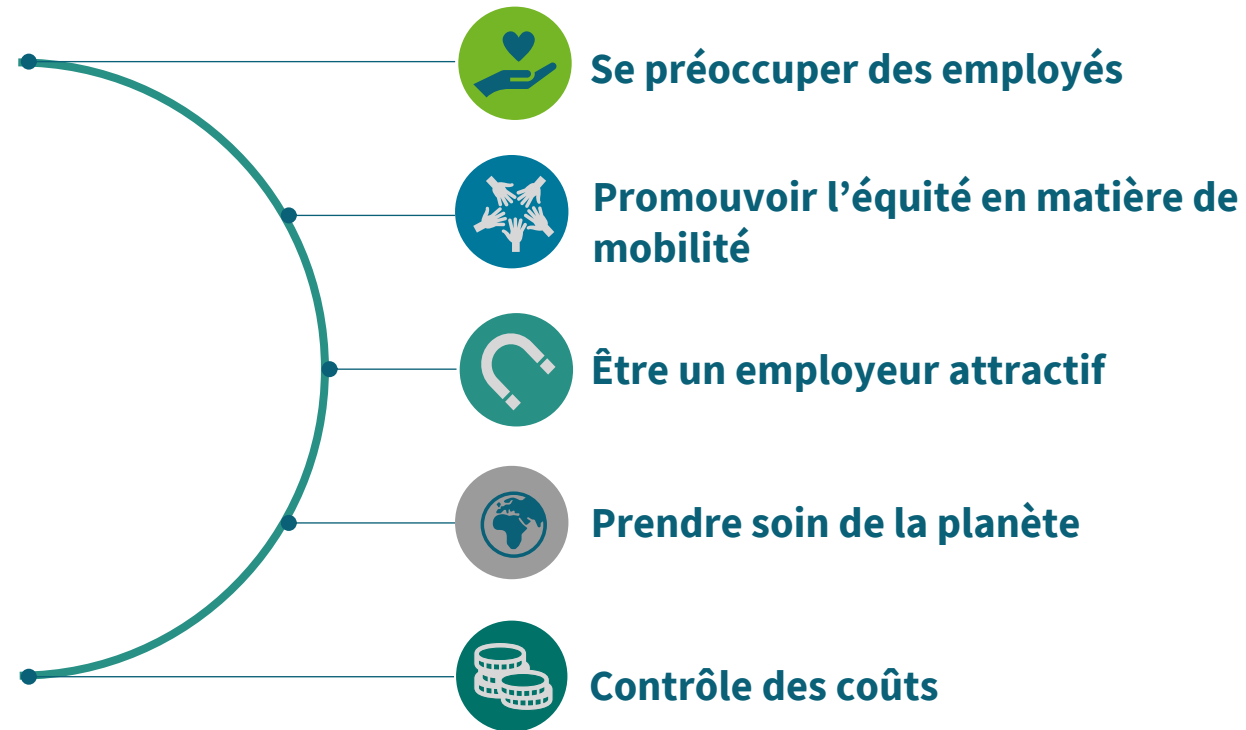 Se préoccuper des employés
Promouvoir l’équité en matière de
mobilité
Être un employeur attractif
Prendre soin de la planète
Contrôle des coûts